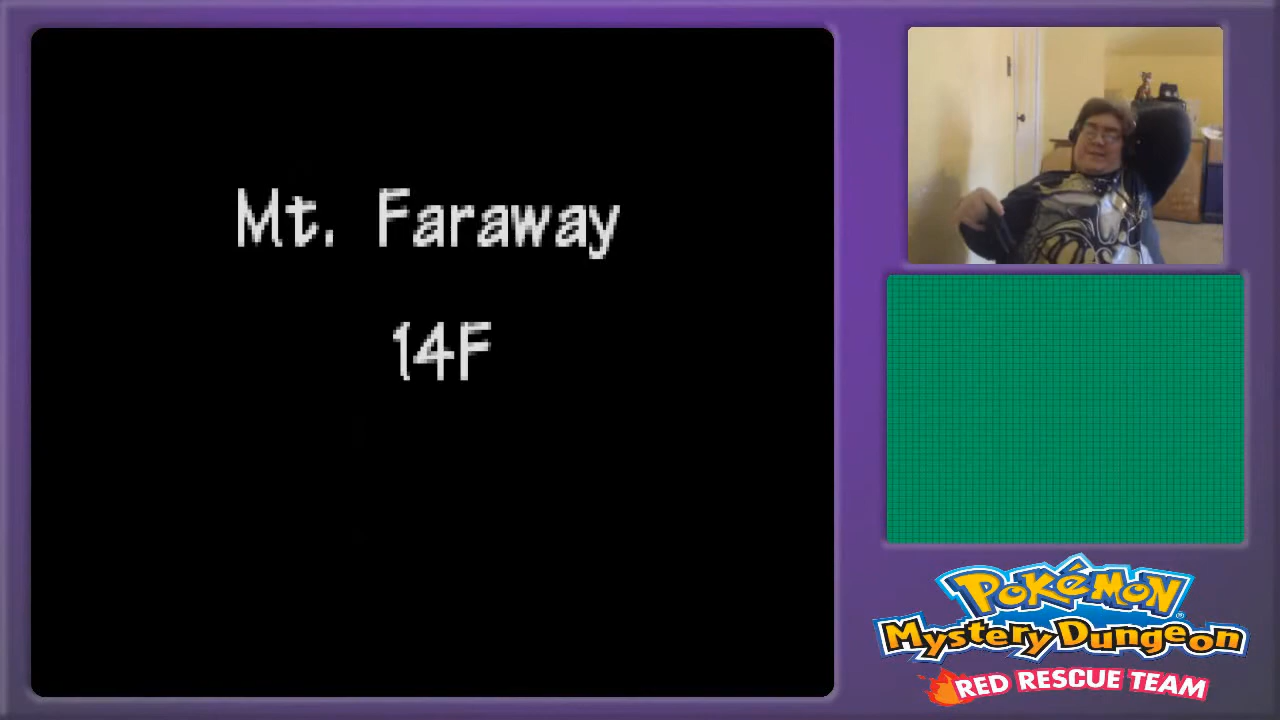 Mt. Faraway
14F
POKéMON
Mystery Dungeon
RED RESCUE TEAM